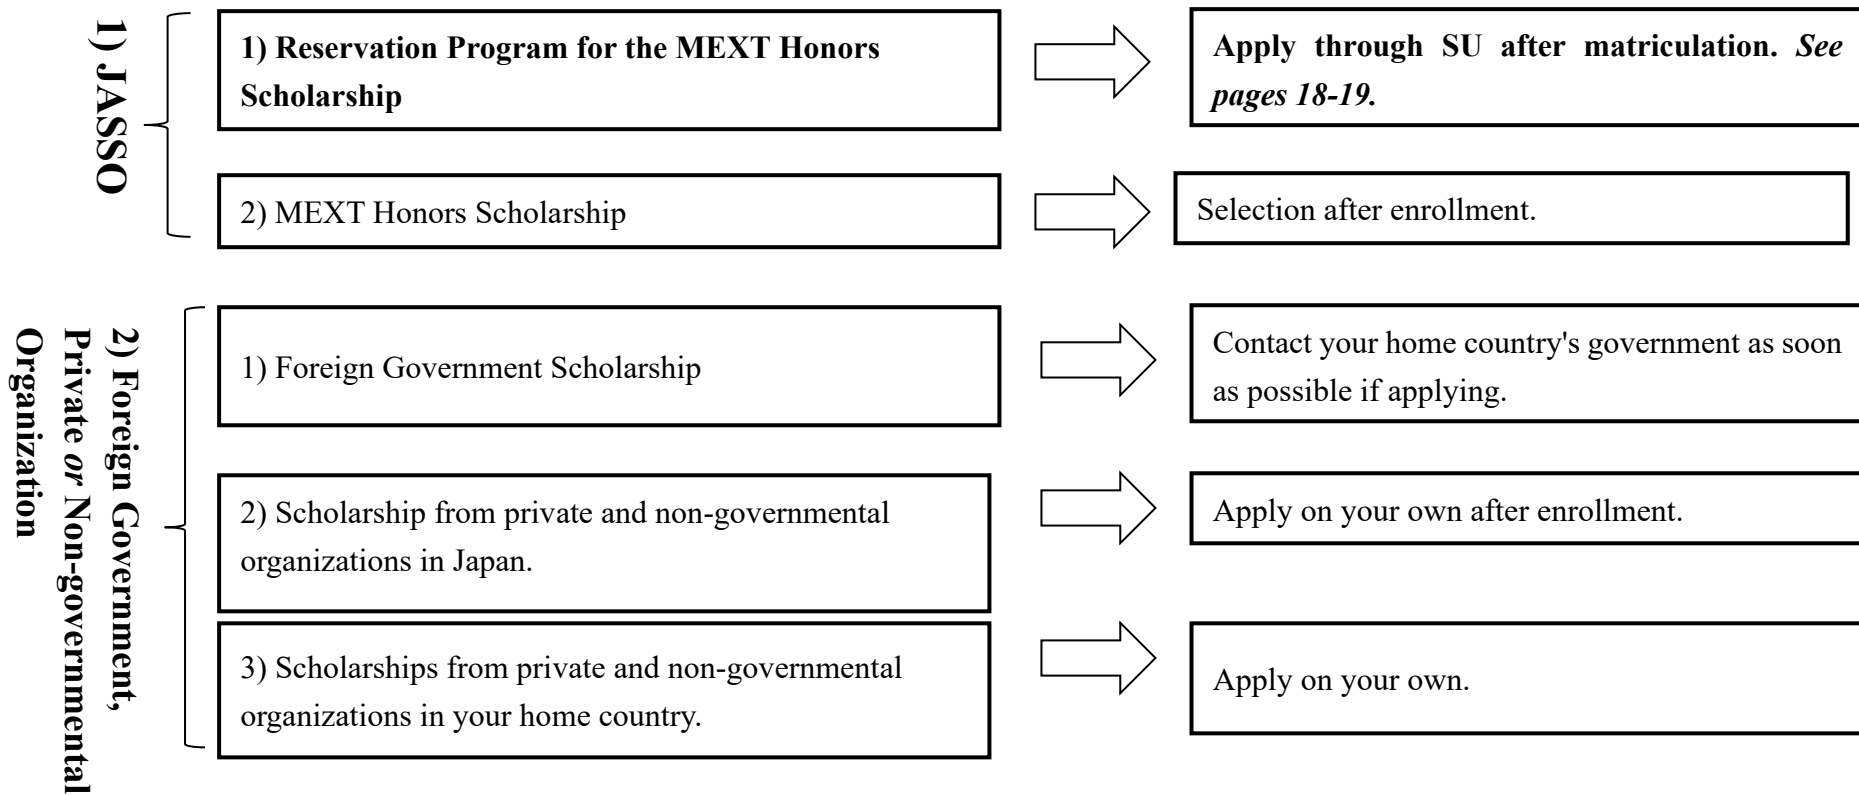 1) JASSO
1) Reservation Program for the MEXT Honors
Scholarship
Apply through SU after matriculation. See
pages 18-19.
2) MEXT Honors Scholarship
Selection after enrollment.
2) Foreign Government,
Private or Non-governmental
Organization
1) Foreign Government Scholarship
Contact your home country's government as soon
as possible if applying.
2) Scholarship from private and non-governmental
organizations in Japan.
Apply on your own after enrollment.
3) Scholarships from private and non-governmental
organizations in your home country.
Apply on your own.